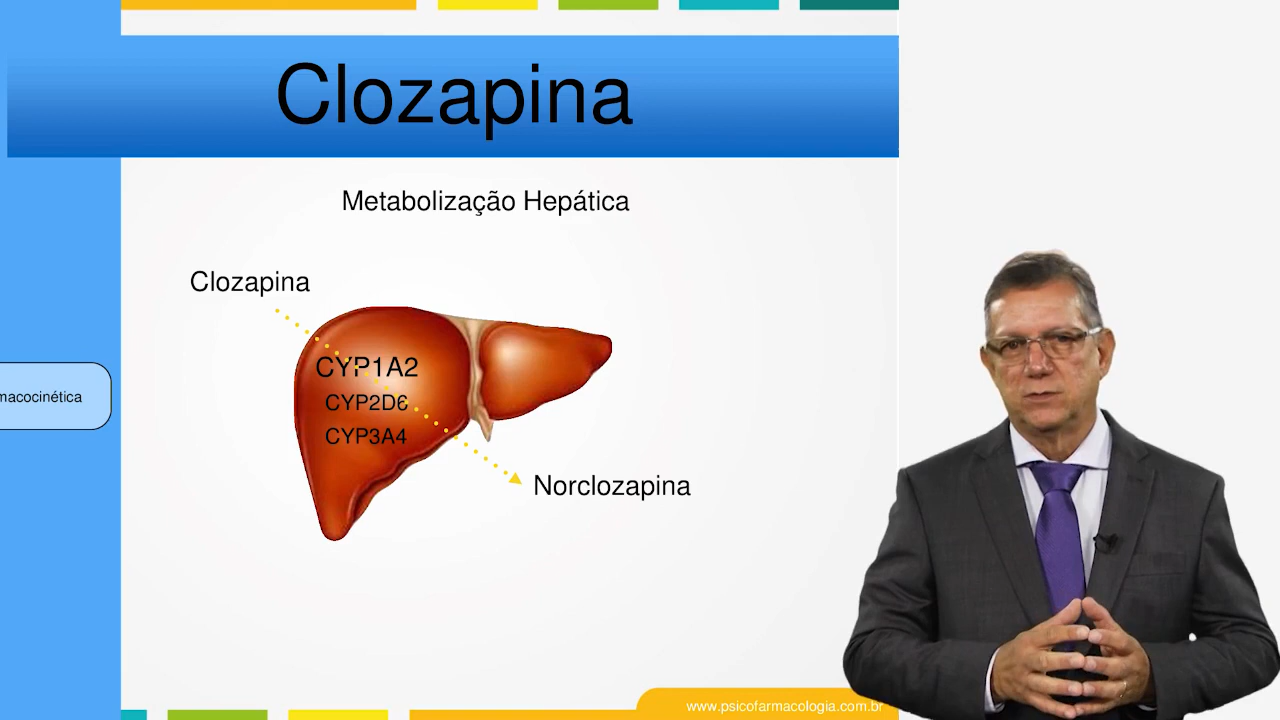 Clozapina
Metabolização Hepática
Clozapina
CYP1A2
CYP2D6
CYP3A4
macocinética
Norclozapina
www.psicofarmacologia.com.br